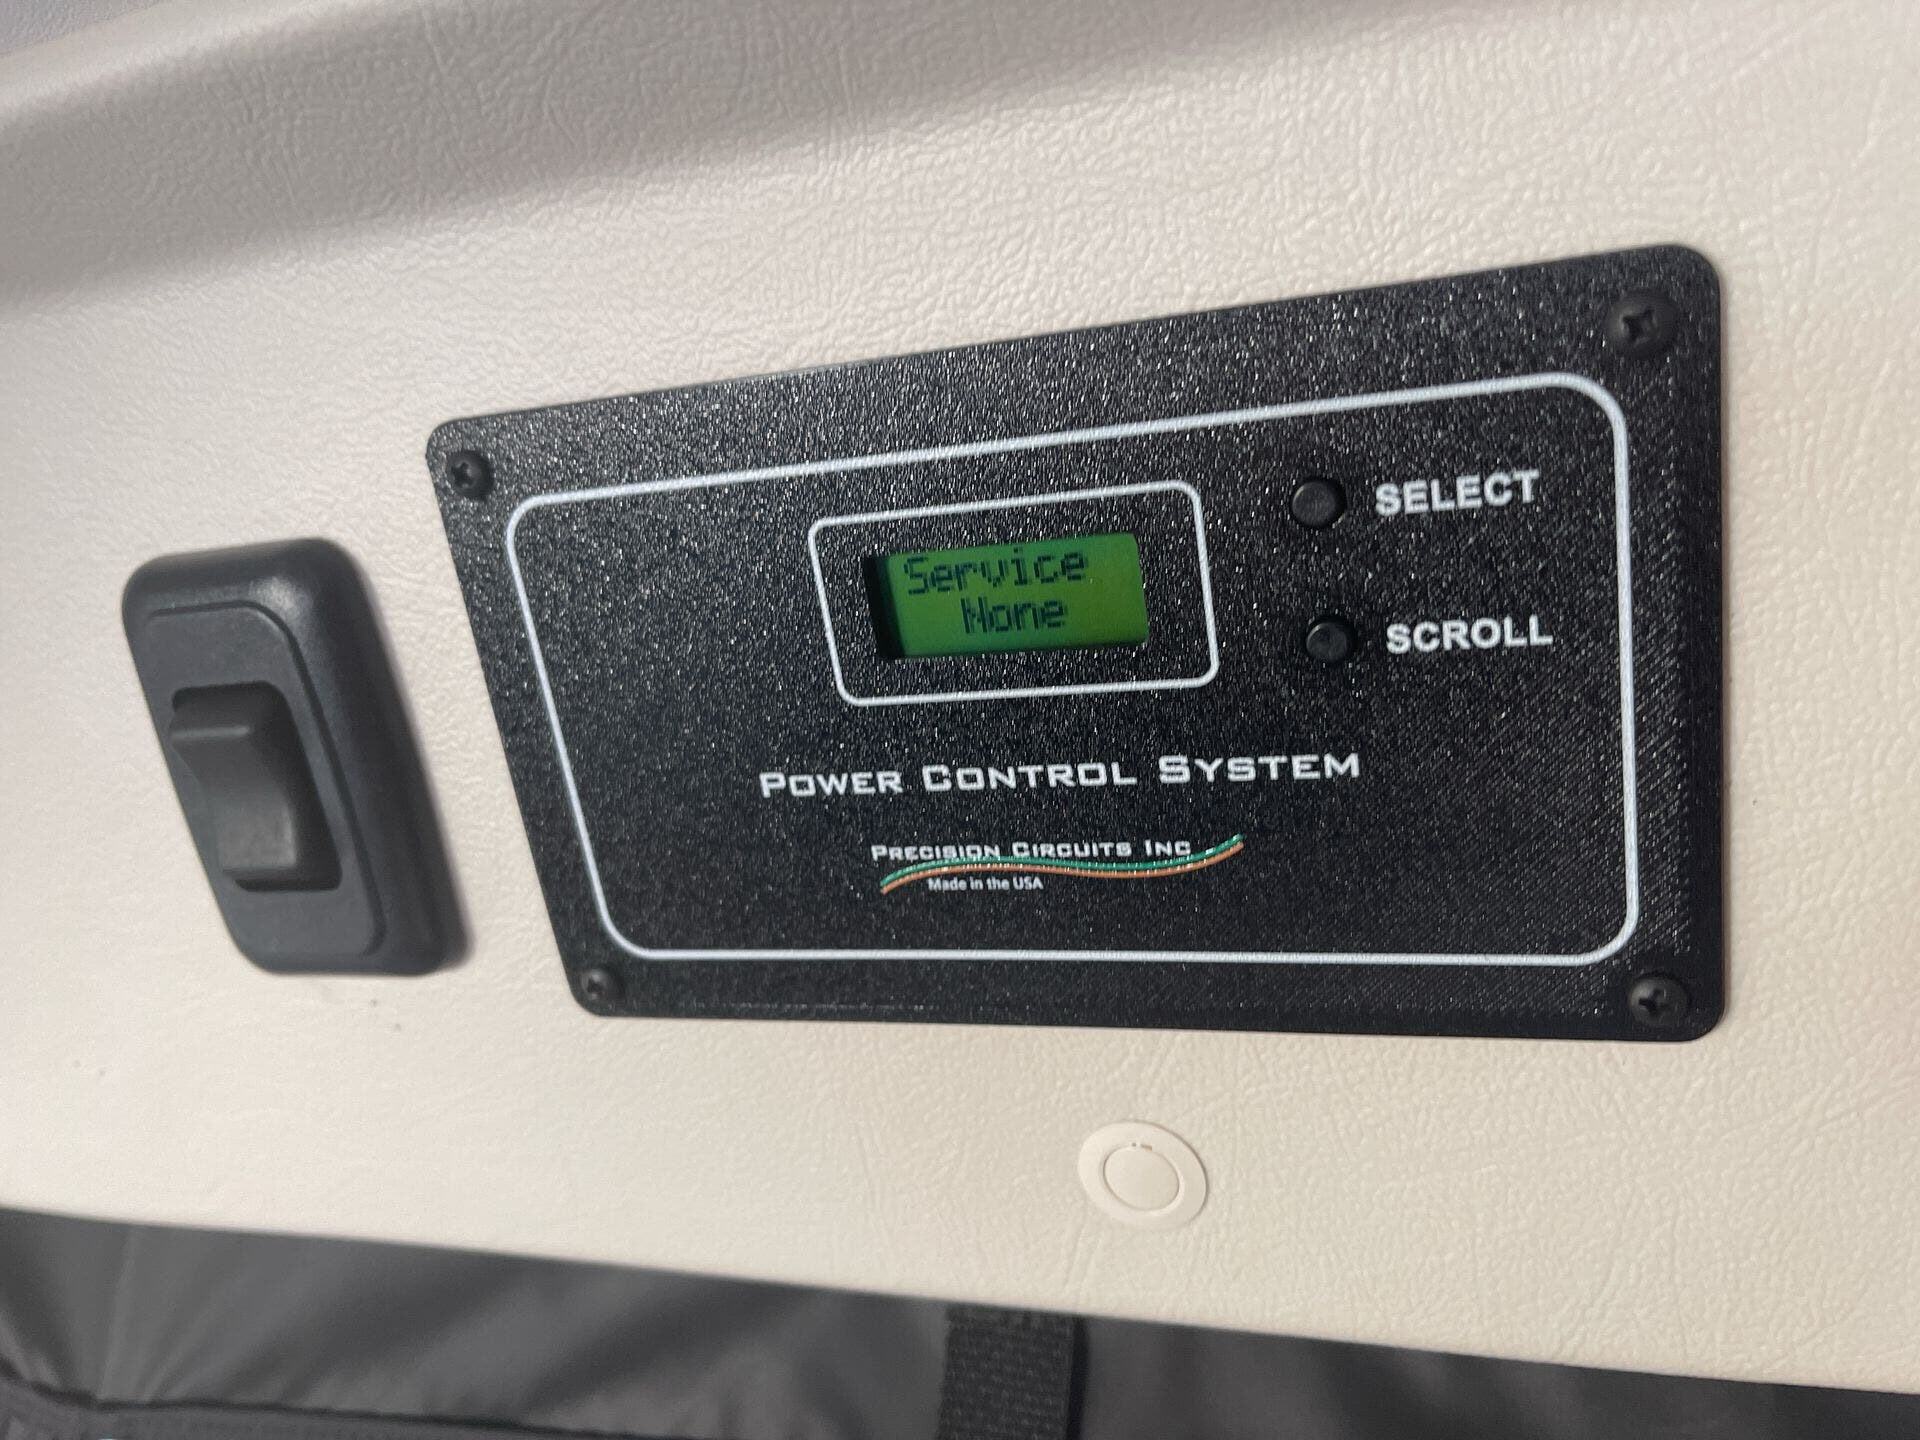 Service
None
SELECT
SCROLL
POWER CONTROL SYSTEM
PRECISION CIRCUITS INC
Made in the USA